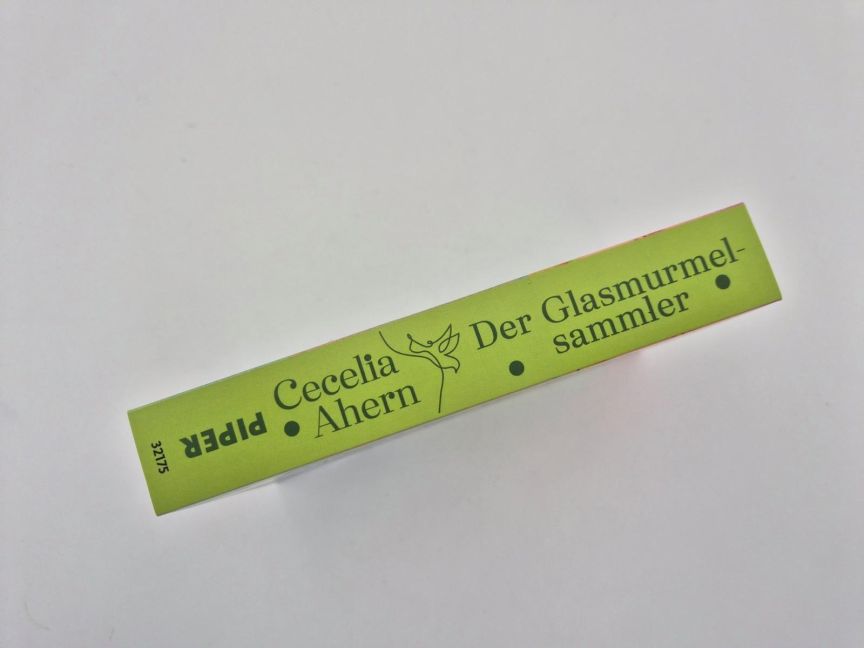 32175
PIPER
Cecelia
Ahern
Der Glasmurmel-
sammler